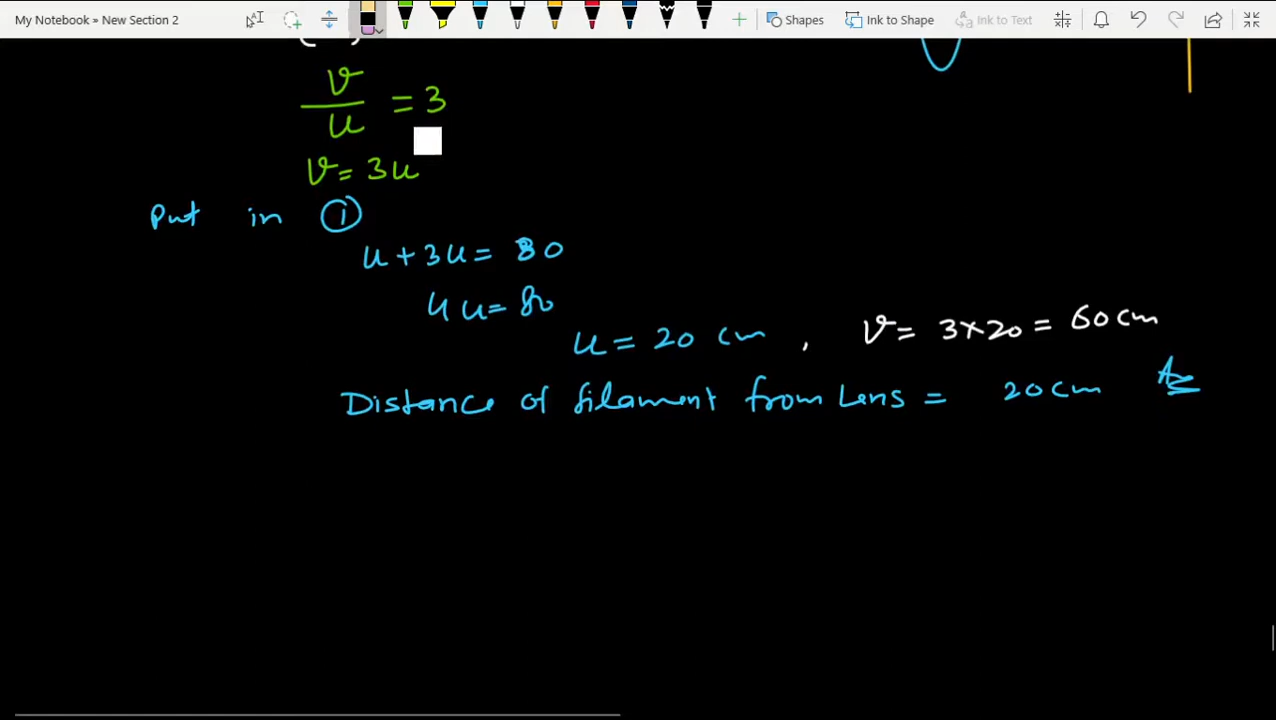 My Notebook » New Section 2
Shapes
Ink to Shape
Ink to Text
v
u
= 3
v = 3u
Put in ①
u + 3u = 80
4u = 80
u = 20 cm , v = 3×20 = 60 cm
Distance of filament from Lens = 20 cm